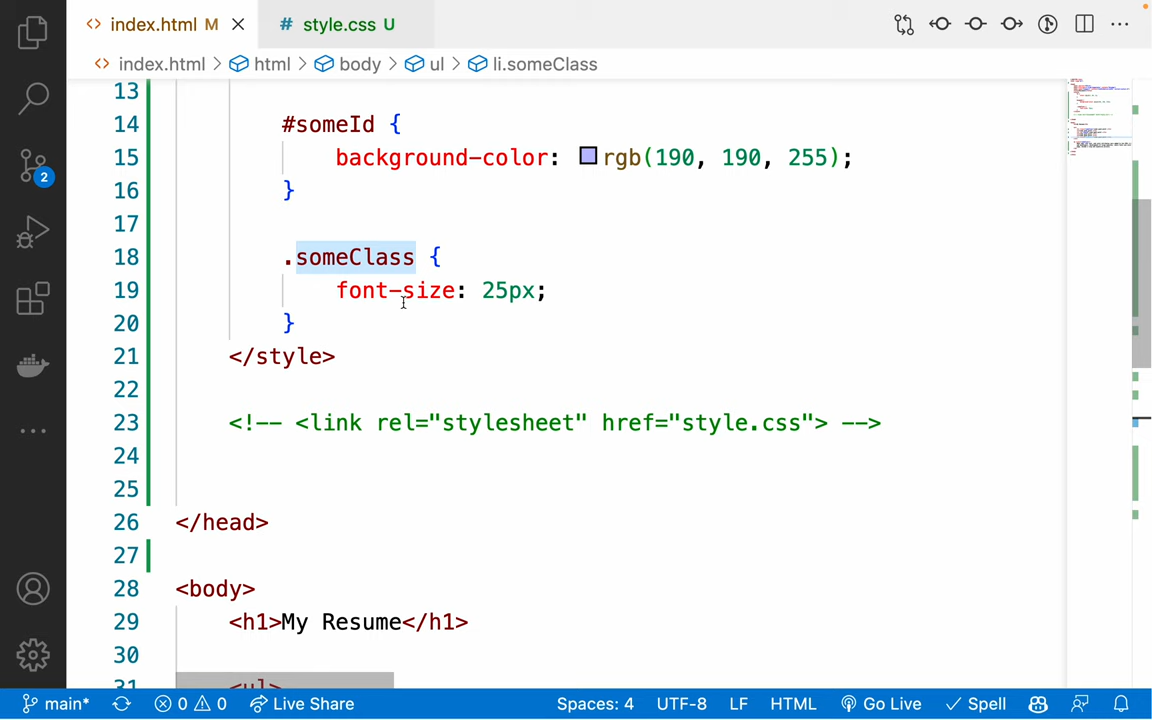 index.html M
style.css U
index.html > html > body > ul > li.someClass
13
14 #someId {
15 background-color: rgb(190, 190, 255);
16 }
17
18 .someClass {
19 font-size: 25px;
20 }
21 </style>
22
23 <!-- <link rel="stylesheet" href="style.css"> -->
24
25
26 </head>
27
28 <body>
29 <h1>My Resume</h1>
30
31 <ul>
2
main* 0 0 Live Share Spaces: 4 UTF-8 LF HTML Go Live Spell